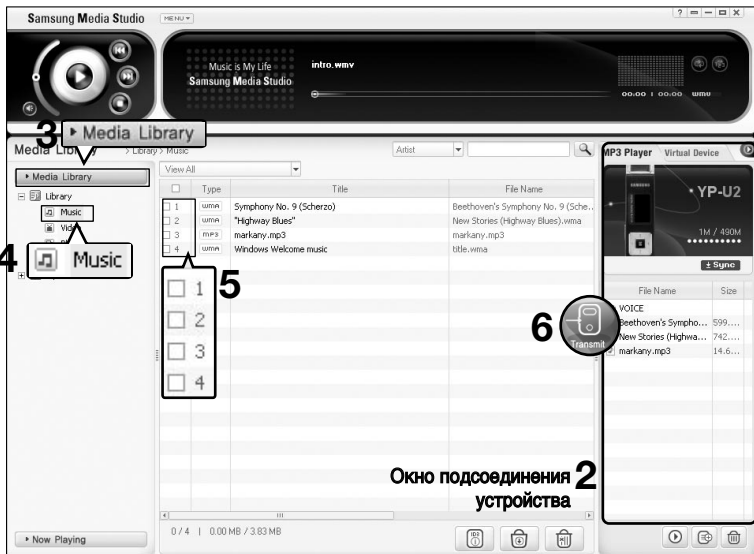 Samsung Media Studio
MENU
Music is My Life
Samsung Media Studio
intro.wmv
00:00 | 00:00 wmv
3
Media Library
Media Library > Library > Music
Artist
Media Library
View All
Library
Music
Video
4
Music
Type Title File Name
1 wma Symphony No. 9 (Scherzo) Beethoven's Symphony No. 9 (Sche..
2 wma "Highway Blues" New Stories (Highway Blues).wma
3 mp3 markany.mp3 markany.mp3
4 wma Windows Welcome music title.wma
1
2
3
4
5
6
Transmit
Окно подсоединения
устройства
2
0 / 4 | 0.00 MB / 3.83 MB
IDS
Now Playing
MP3 Player Virtual Device
YP-U2
1M / 490M
Sync
File Name Size
VOICE
Beethoven's Sympho... 599....
New Stories (Highwa... 742....
markany.mp3 14.6...